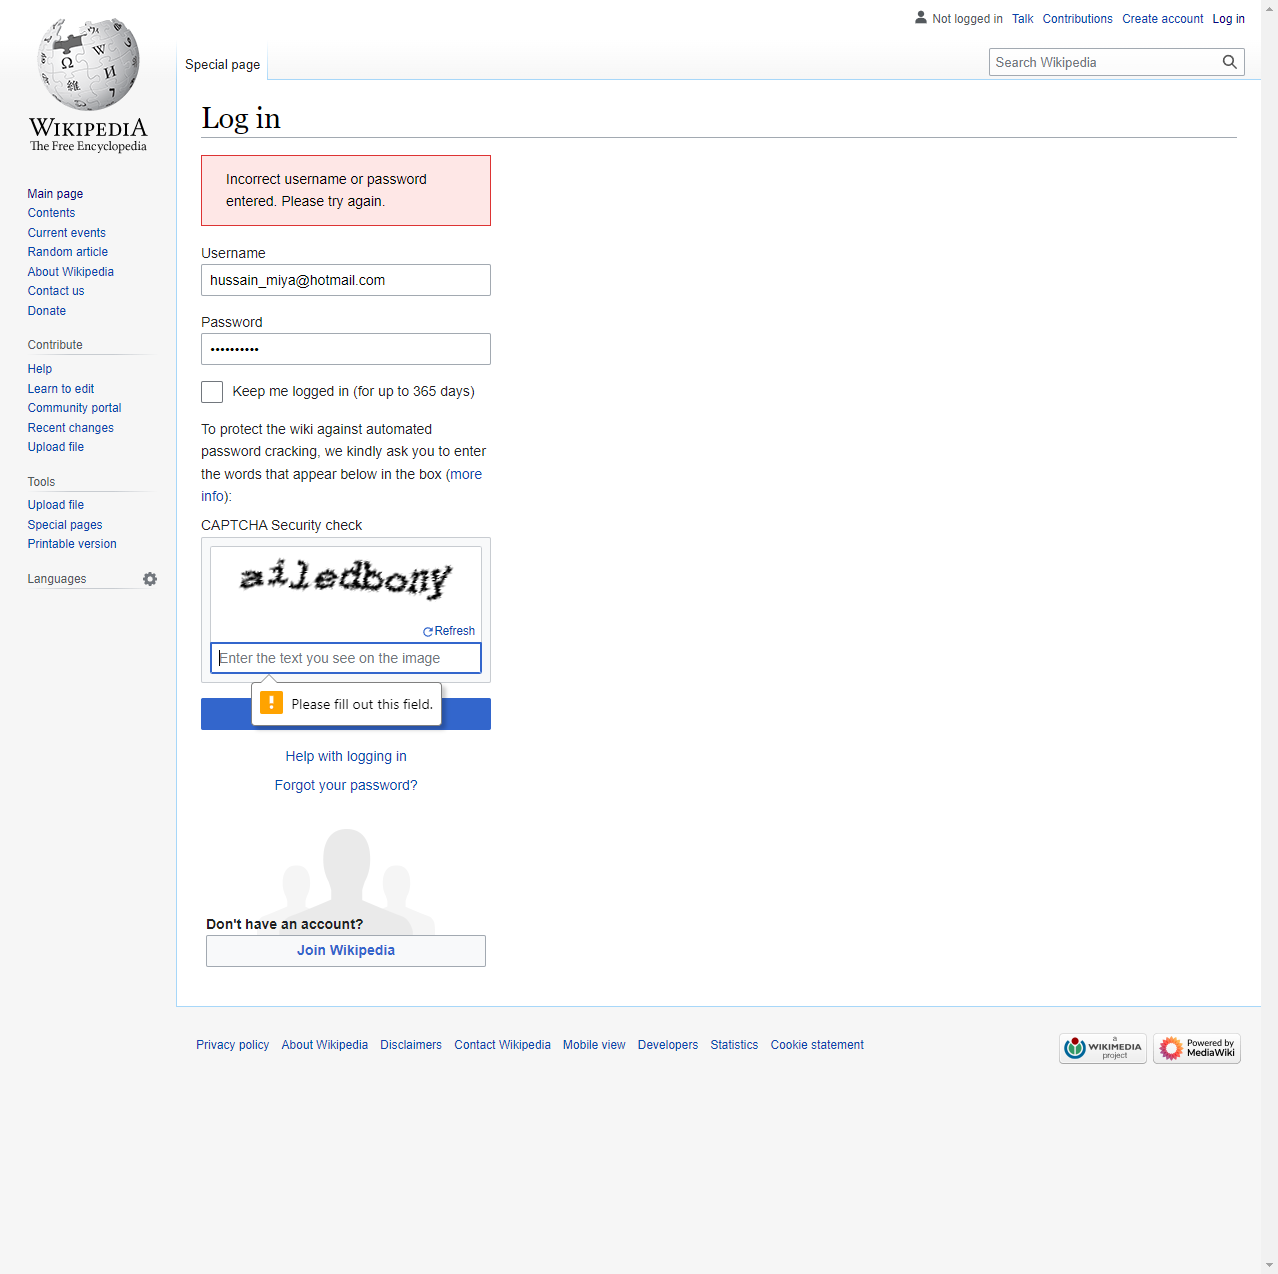 Not logged in Talk Contributions Create account Log in
Special page
Search Wikipedia
WIKIPEDIA
The Free Encyclopedia
Main page
Contents
Current events
Random article
About Wikipedia
Contact us
Donate
Contribute
Help
Learn to edit
Community portal
Recent changes
Upload file
Tools
Upload file
Special pages
Printable version
Languages
Log in
Incorrect username or password
entered. Please try again.
Username
hussain_miya@hotmail.com
Password
••••••••••
Keep me logged in (for up to 365 days)
To protect the wiki against automated
password cracking, we kindly ask you to enter
the words that appear below in the box (more
info):
CAPTCHA Security check
ailedbony
Refresh
Enter the text you see on the image
Please fill out this field.
Help with logging in
Forgot your password?
Don't have an account?
Join Wikipedia
Privacy policy About Wikipedia Disclaimers Contact Wikipedia Mobile view Developers Statistics Cookie statement
a
WIKIMEDIA
project
Powered by
MediaWiki